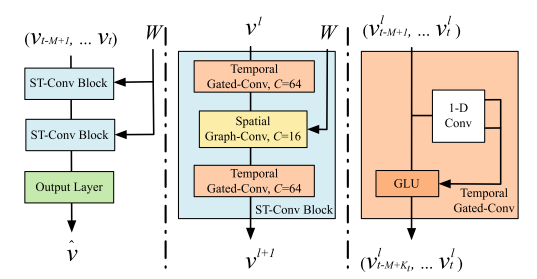 (v_{t-M+1}, ... v_t)
W
ST-Conv Block
ST-Conv Block
Output Layer
v̂
v^l
W
Temporal
Gated-Conv, C=64
Spatial
Graph-Conv, C=16
Temporal
Gated-Conv, C=64
ST-Conv Block
v^{l+1}
(v^l_{t-M+1}, ... v^l_t)
1-D
Conv
GLU
Temporal
Gated-Conv
(v^l_{t-M+K_t}, ... v^l_t)